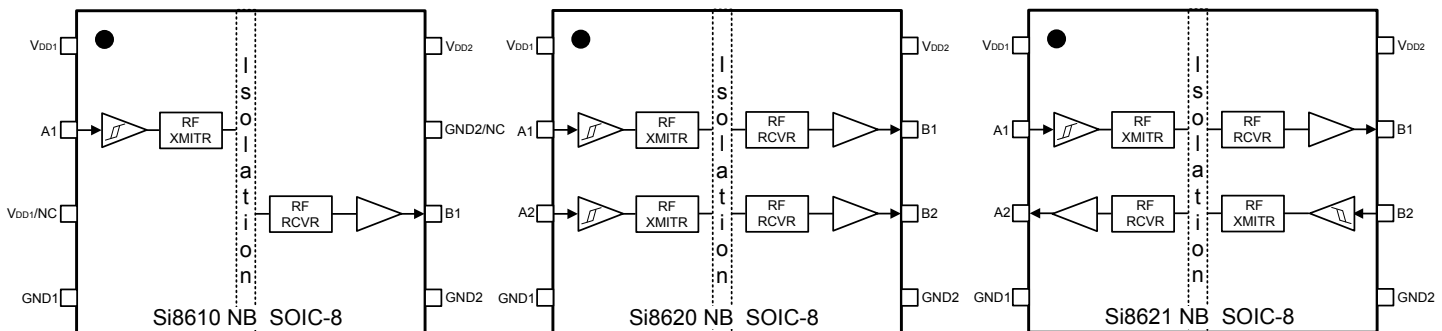 VDD1
A1
VDD1/NC
GND1
RF
XMITR
Isolation
RF
RCVR
VDD2
GND2/NC
B1
GND2
Si8610 NB SOIC-8
VDD1
A1
A2
GND1
RF
XMITR
RF
XMITR
Isolation
RF
RCVR
RF
RCVR
VDD2
B1
B2
GND2
Si8620 NB SOIC-8
VDD1
A1
A2
GND1
RF
XMITR
RF
RCVR
Isolation
RF
RCVR
RF
XMITR
VDD2
B1
B2
GND2
Si8621 NB SOIC-8